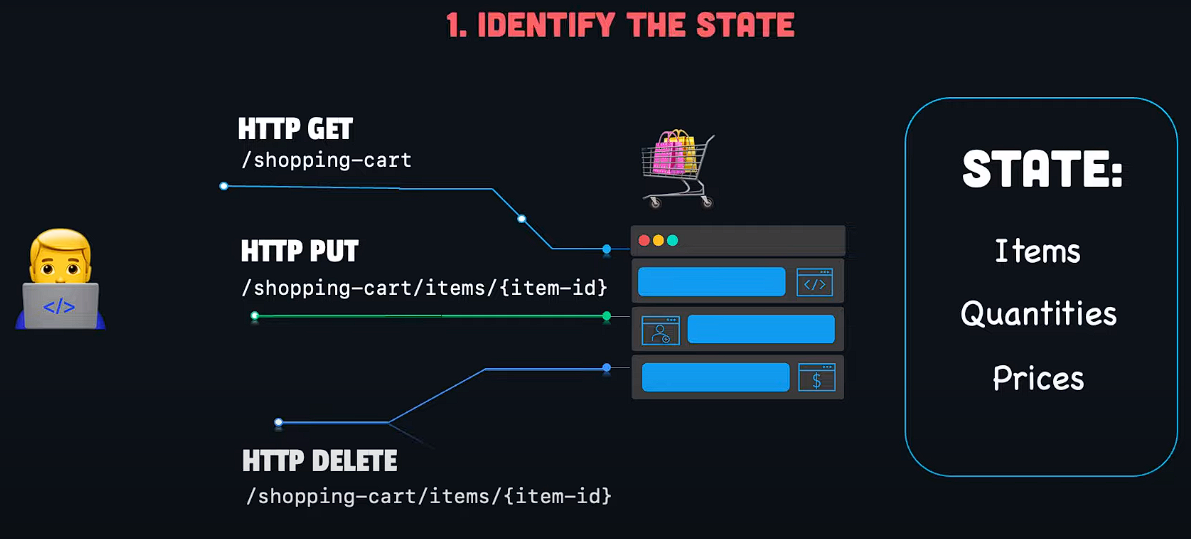 1. IDENTIFY THE STATE
HTTP GET
/shopping-cart
HTTP PUT
/shopping-cart/items/{item-id}
HTTP DELETE
/shopping-cart/items/{item-id}
</>
</>
$
STATE:
Items
Quantities
Prices